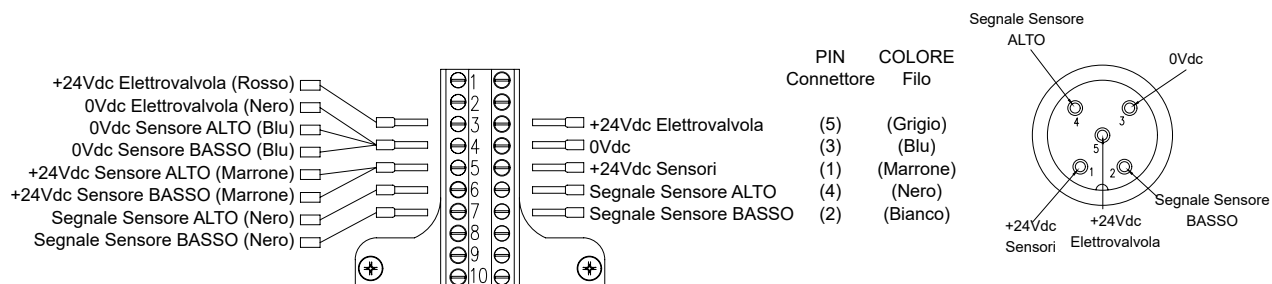 +24Vdc Elettrovalvola (Rosso)
0Vdc Elettrovalvola (Nero)
0Vdc Sensore ALTO (Blu)
0Vdc Sensore BASSO (Blu)
+24Vdc Sensore ALTO (Marrone)
+24Vdc Sensore BASSO (Marrone)
Segnale Sensore ALTO (Nero)
Segnale Sensore BASSO (Nero)
1
2
3
4
5
6
7
8
9
10
PIN COLORE
Connettore Filo
+24Vdc Elettrovalvola (5) (Grigio)
0Vdc (3) (Blu)
+24Vdc Sensori (1) (Marrone)
Segnale Sensore ALTO (4) (Nero)
Segnale Sensore BASSO (2) (Bianco)
Segnale Sensore
ALTO
0Vdc
4
3
5
1
2
+24Vdc
Sensori
+24Vdc
Elettrovalvola
Segnale Sensore
BASSO